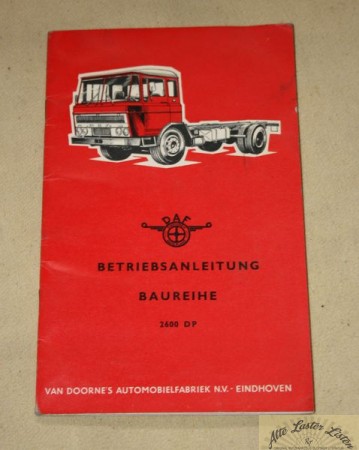 DAF
BETRIEBSANLEITUNG
BAUREIHE
2600 DP
VAN DOORNE'S AUTOMOBIELFABRIEK N.V. - EINDHOVEN
Alte Laster Listen